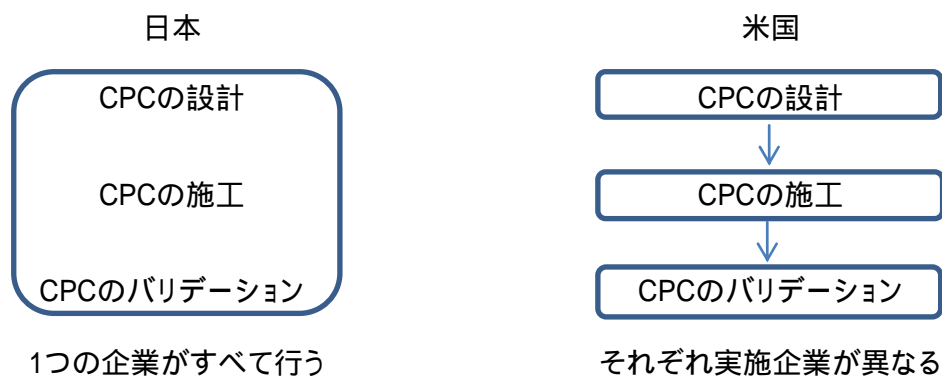 日本
CPCの設計
CPCの施工
CPCのバリデーション
1つの企業がすべて行う
米国
CPCの設計
CPCの施工
CPCのバリデーション
それぞれ実施企業が異なる